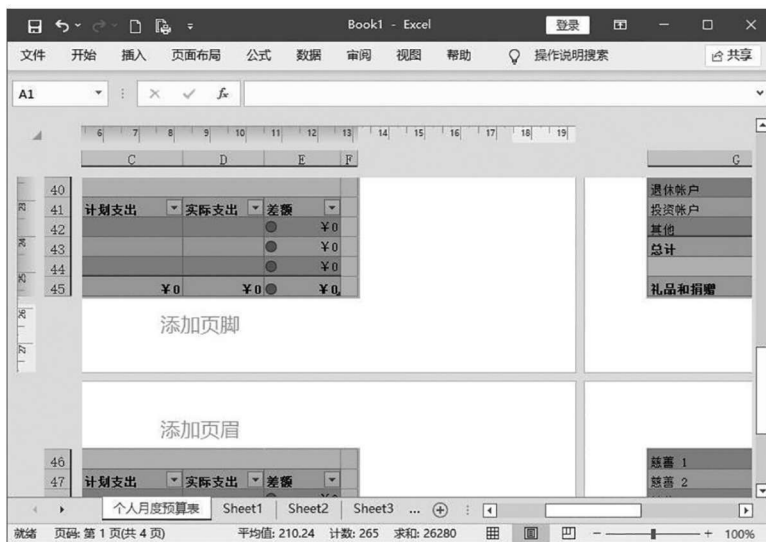 Book1 - Excel
登录
文件 开始 插入 页面布局 公式 数据 审阅 视图 帮助 操作说明搜索 共享
A1 fx
6 7 8 9 10 11 12 13 14 15 16 17 18 19
C D E F G
40 退休帐户
41 计划支出 实际支出 差额 投资帐户
42 ¥0 其他
43 ¥0 总计
44 ¥0
45 ¥0 ¥0 ¥0 礼品和捐赠
23
24
25
26
27
添加页脚
添加页眉
46 慈善 1
47 计划支出 实际支出 差额 慈善 2
个人月度预算表 Sheet1 Sheet2 Sheet3 ...
就绪 页码: 第 1 页(共 4 页) 平均值: 210.24 计数: 265 求和: 26280 100%